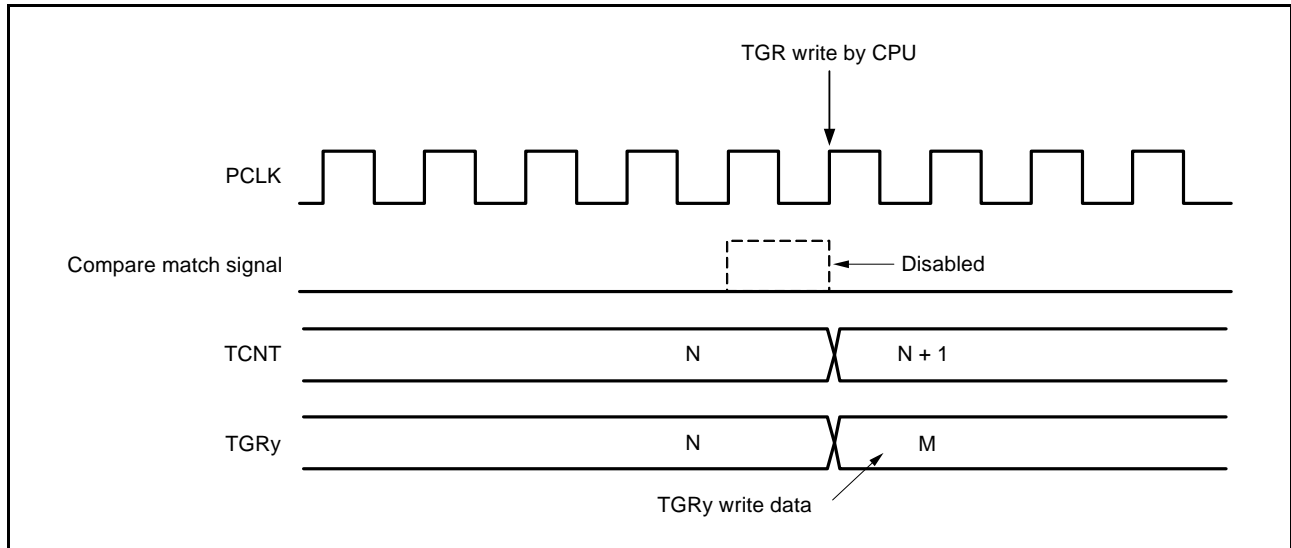 TGR write by CPU
PCLK
Compare match signal
Disabled
TCNT
N
N + 1
TGRy
N
M
TGRy write data